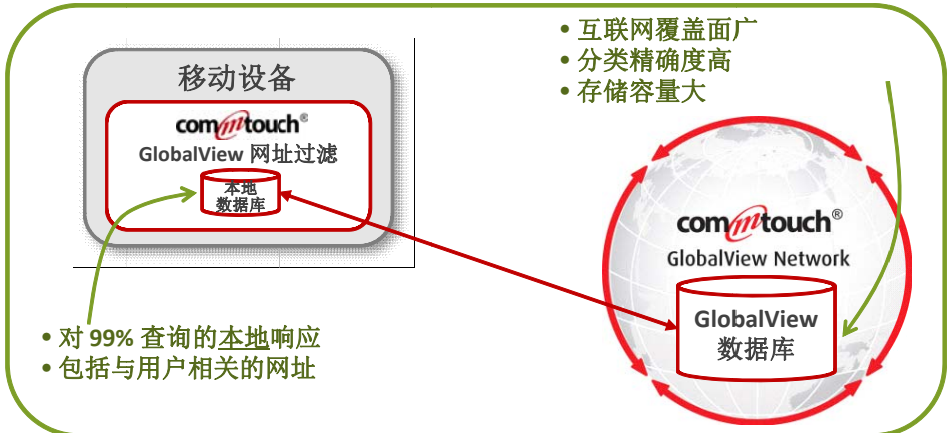 移动设备
commtouch®
GlobalView 网址过滤
本地
数据库
• 对 99% 查询的本地响应
• 包括与用户相关的网址
• 互联网覆盖面广
• 分类精确度高
• 存储容量大
commtouch®
GlobalView Network
GlobalView
数据库